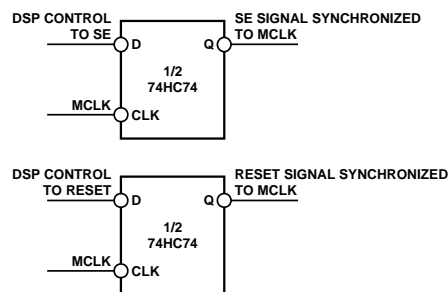 DSP CONTROL
TO SE
D
Q
SE SIGNAL SYNCHRONIZED
TO MCLK
1/2
74HC74
MCLK
CLK
DSP CONTROL
TO RESET
D
Q
RESET SIGNAL SYNCHRONIZED
TO MCLK
1/2
74HC74
MCLK
CLK